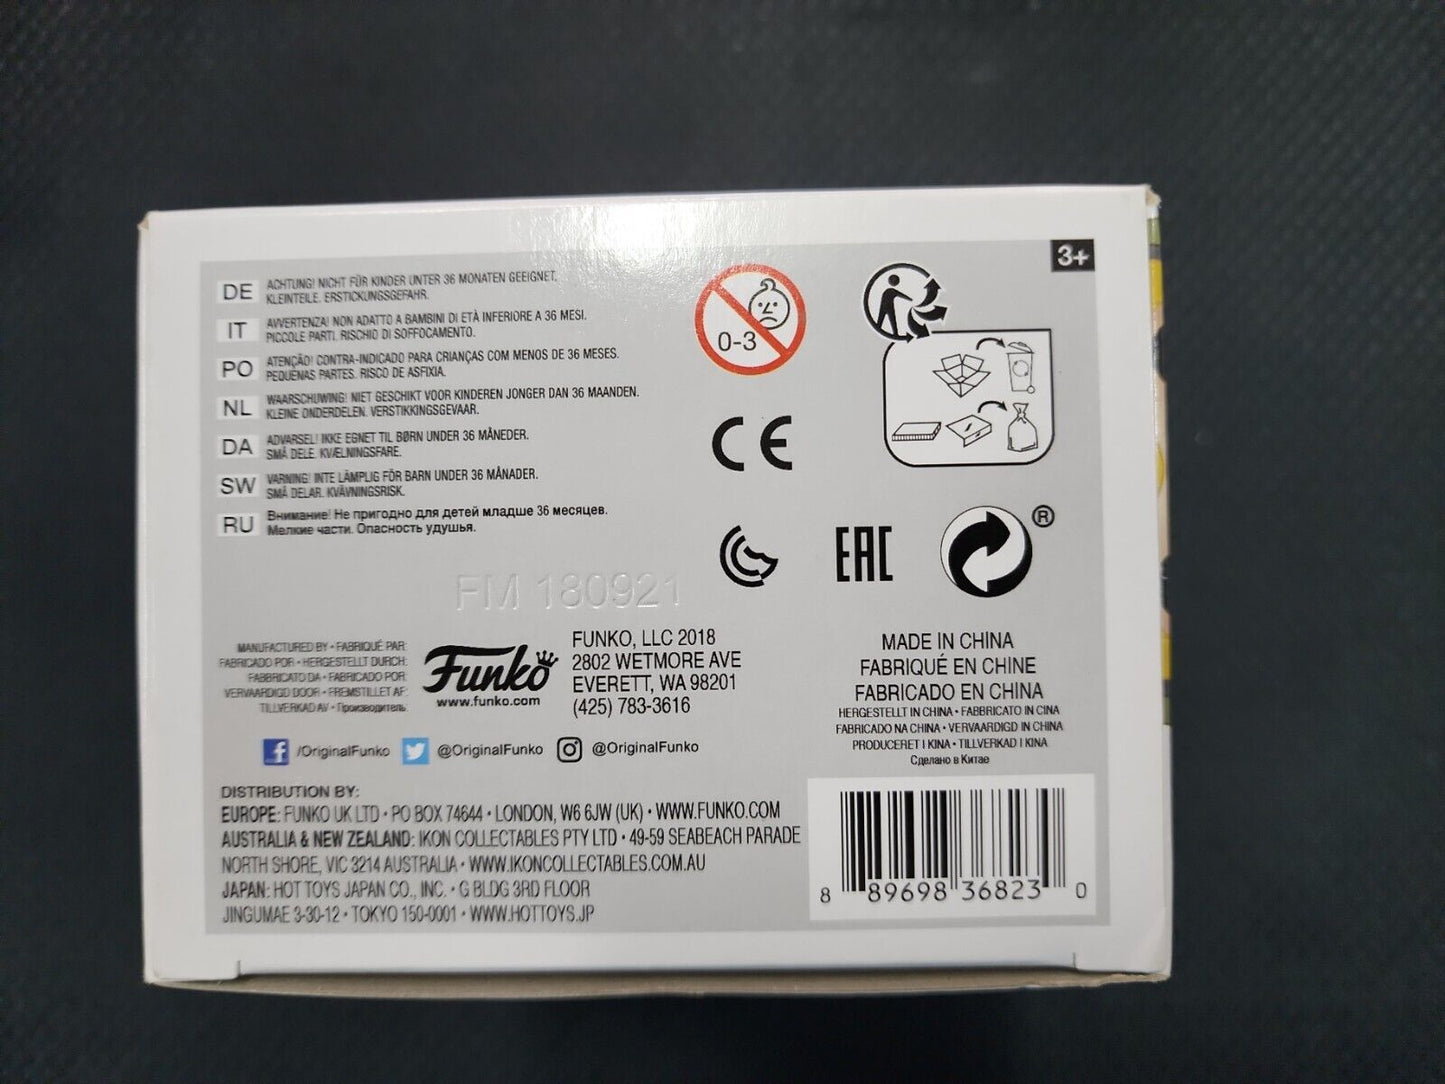 3+
DE ACHTUNG! NICHT FÜR KINDER UNTER 36 MONATEN GEEIGNET.
KLEINTEILE. ERSTICKUNGSGEFAHR.
IT AVVERTENZA! NON ADATTO A BAMBINI DI ETÀ INFERIORE A 36 MESI.
PICCOLE PARTI. RISCHIO DI SOFFOCAMENTO.
PO ATENÇÃO! CONTRA-INDICADO PARA CRIANÇAS COM MENOS DE 36 MESES.
PEQUENAS PARTES. RISCO DE ASFIXIA.
NL WAARSCHUWING! NIET GESCHIKT VOOR KINDEREN JONGER DAN 36 MAANDEN.
KLEINE ONDERDELEN. VERSTIKKINGSGEVAAR.
DA ADVARSEL! IKKE EGNET TIL BØRN UNDER 36 MÅNEDER.
SMÅ DELE. KVÆLNINGSFARE.
SW VARNING! INTE LÄMPLIG FÖR BARN UNDER 36 MÅNADER.
SMÅ DELAR. KVÄVNINGSRISK.
RU Внимание! Не пригодно для детей младше 36 месяцев.
Мелкие части. Опасность удушья.
0-3
CE
EAC
®
FM 180921
MANUFACTURED BY • FABRIQUÉ PAR
FABRICADO POR • HERGESTELLT DURCH:
FABBRICATO DA • FABRICADO POR
VERVAARDIGD DOOR • FREMSTILLET AF:
TILLVERKAD AV • Производитель:
Funko
www.funko.com
FUNKO, LLC 2018
2802 WETMORE AVE
EVERETT, WA 98201
(425) 783-3616
MADE IN CHINA
FABRIQUÉ EN CHINE
FABRICADO EN CHINA
HERGESTELLT IN CHINA • FABBRICATO IN CINA
FABRICADO NA CHINA • VERVAARDIGD IN CHINA
PRODUCERET I KINA • TILLVERKAD I KINA
Сделано в Китае
f /OriginalFunko @OriginalFunko @OriginalFunko
DISTRIBUTION BY:
EUROPE: FUNKO UK LTD • PO BOX 74644 • LONDON, W6 6JW (UK) • WWW.FUNKO.COM
AUSTRALIA & NEW ZEALAND: IKON COLLECTABLES PTY LTD • 49-59 SEABEACH PARADE
NORTH SHORE, VIC 3214 AUSTRALIA • WWW.IKONCOLLECTABLES.COM.AU
JAPAN: HOT TOYS JAPAN CO., INC. • G BLDG 3RD FLOOR
JINGUMAE 3-30-12 • TOKYO 150-0001 • WWW.HOTTOYS.JP
8 89698 36823 0